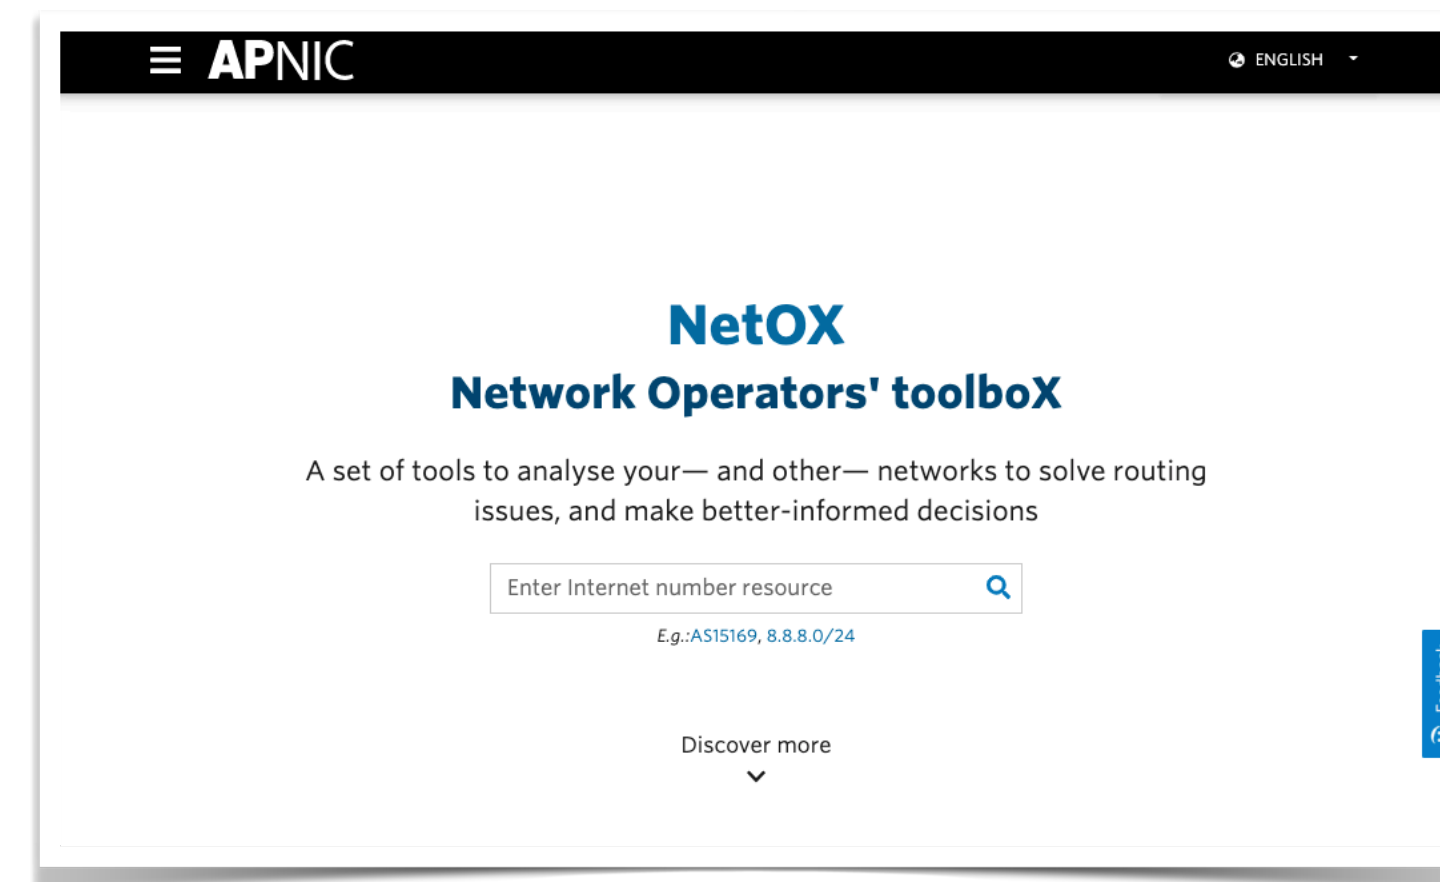 APNIC
ENGLISH
NetOX
Network Operators' toolboX
A set of tools to analyse your— and other— networks to solve routing
issues, and make better-informed decisions
Enter Internet number resource
E.g.:AS15169, 8.8.8.0/24
Discover more